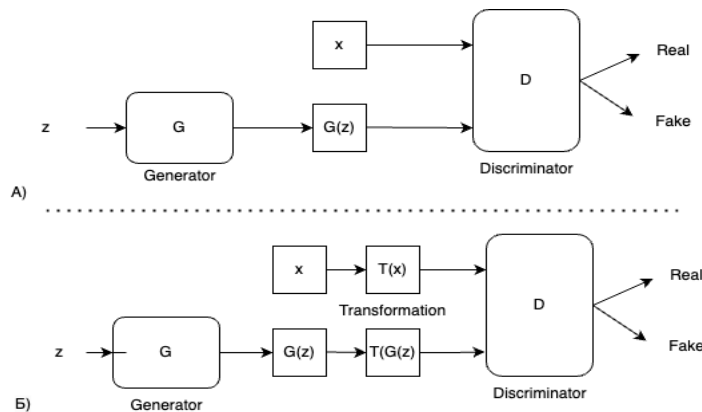 x
D
Real
z
G
G(z)
Fake
Generator
Discriminator
А)
x
T(x)
D
Real
Transformation
z
G
G(z)
T(G(z)
Fake
Generator
Discriminator
Б)